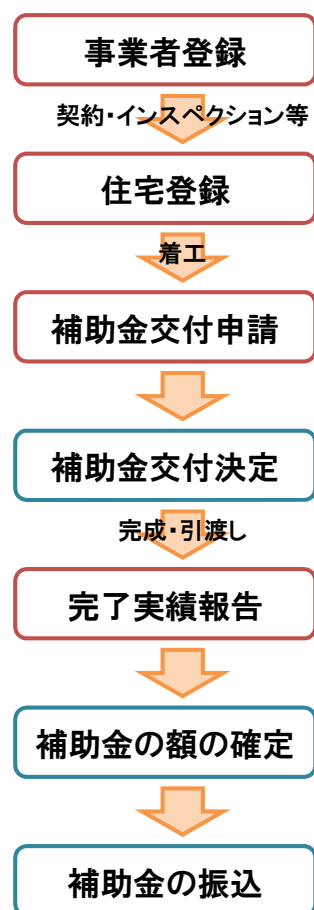 事業者登録
契約・インスペクション等
住宅登録
着工
補助金交付申請
補助金交付決定
完成・引渡し
完了実績報告
補助金の額の確定
補助金の振込